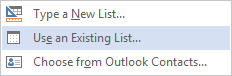 Type a New List...
Use an Existing List...
Choose from Outlook Contacts...